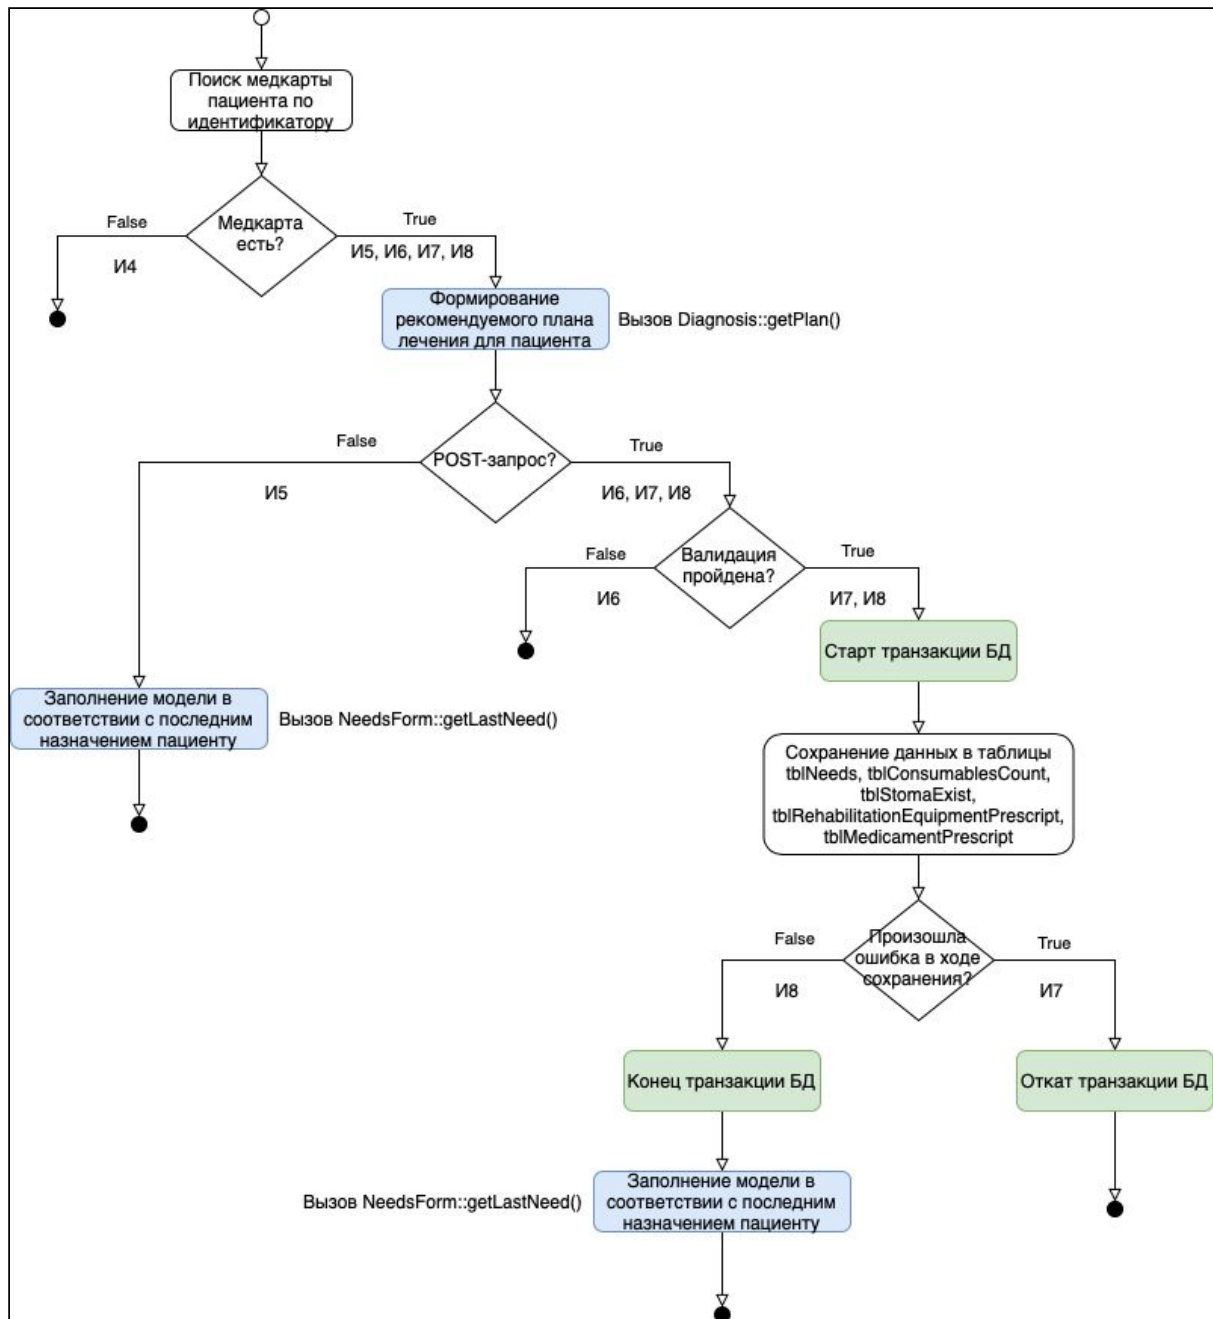 Поиск медкарты
пациента по
идентификатору
False
Медкарта
есть?
True
И4
И5, И6, И7, И8
Формирование
рекомендуемого плана
лечения для пациента
Вызов Diagnosis::getPlan()
False
POST-запрос?
True
И5
И6, И7, И8
False
Валидация
пройдена?
True
И6
И7, И8
Старт транзакции БД
Заполнение модели в
соответствии с последним
назначением пациенту
Вызов NeedsForm::getLastNeed()
Сохранение данных в таблицы
tblNeeds, tblConsumablesCount,
tblStomaExist,
tblRehabilitationEquipmentPrescript,
tblMedicamentPrescript
False
Произошла
ошибка в ходе
сохранения?
True
И8
И7
Конец транзакции БД
Откат транзакции БД
Вызов NeedsForm::getLastNeed()
Заполнение модели в
соответствии с последним
назначением пациенту